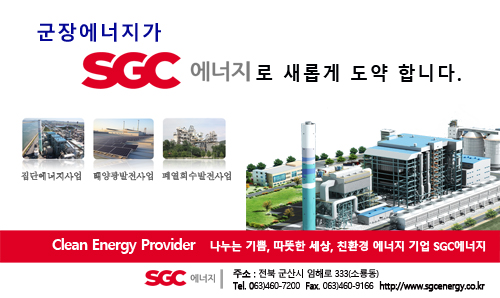 군장에너지가
SGC 에너지로 새롭게 도약 합니다.
집단에너지사업 태양광발전사업 폐열회수발전사업
Clean Energy Provider 나누는 기쁨, 따뜻한 세상, 친환경 에너지 기업 SGC에너지
SGC 에너지 주소 : 전북 군산시 임해로 333(소룡동)
Tel. 063)460-7200 Fax. 063)460-9166 http://www.sgcenergy.co.kr